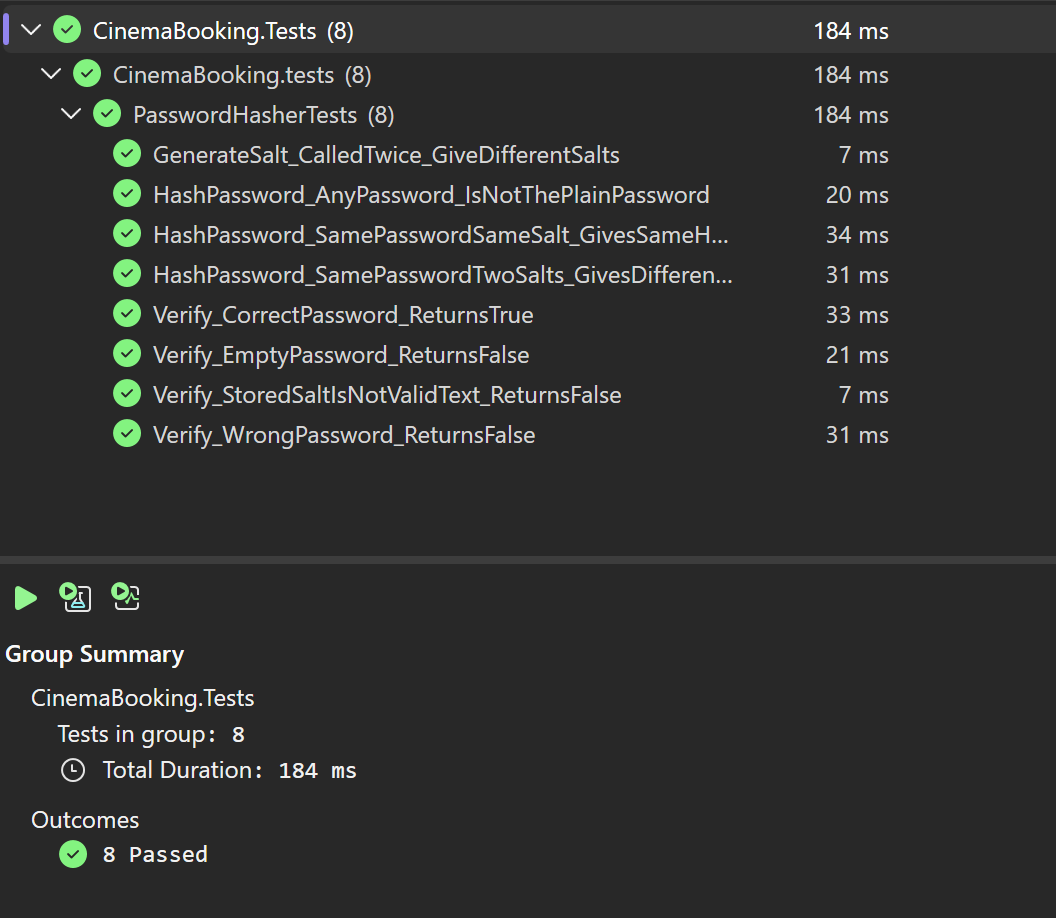 CinemaBooking.Tests (8) 184 ms
CinemaBooking.tests (8) 184 ms
PasswordHasherTests (8) 184 ms
GenerateSalt_CalledTwice_GiveDifferentSalts 7 ms
HashPassword_AnyPassword_IsNotThePlainPassword 20 ms
HashPassword_SamePasswordSameSalt_GivesSameH... 34 ms
HashPassword_SamePasswordTwoSalts_GivesDifferen... 31 ms
Verify_CorrectPassword_ReturnsTrue 33 ms
Verify_EmptyPassword_ReturnsFalse 21 ms
Verify_StoredSaltIsNotValidText_ReturnsFalse 7 ms
Verify_WrongPassword_ReturnsFalse 31 ms
Group Summary
CinemaBooking.Tests
Tests in group: 8
Total Duration: 184 ms
Outcomes
8 Passed